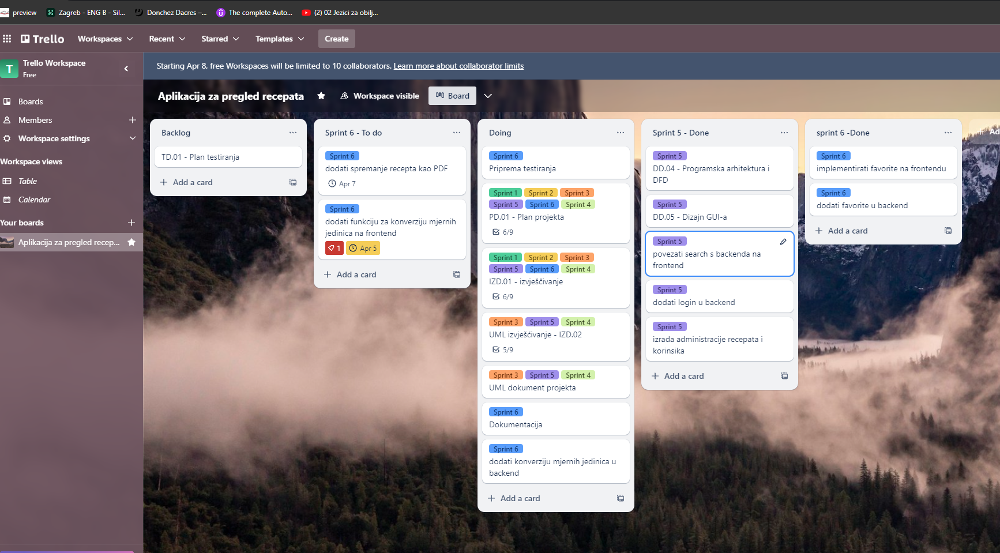 preview
Zagreb - ENG B - Sil...
Donchez Dacres –...
The complete Auto...
(2) 02 Jezici za obilj...
Trello
Workspaces
Recent
Starred
Templates
Create
T
Trello Workspace
Free
Boards
Members
Workspace settings
Workspace views
Table
Calendar
Your boards
Aplikacija za pregled recep...
Starting Apr 8, free Workspaces will be limited to 10 collaborators. Learn more about collaborator limits
Aplikacija za pregled recepata
Workspace visible
Board
Backlog
TD.01 - Plan testiranja
Add a card
Sprint 6 - To do
Sprint 6
dodati spremanje recepta kao PDF
Apr 7
Sprint 6
dodati funkciju za konverziju mjernih
jedinica na frontend
1 Apr 5
Add a card
Doing
Sprint 6
Priprema testiranja
Sprint 1 Sprint 2 Sprint 3
Sprint 5 Sprint 6 Sprint 4
PD.01 - Plan projekta
6/9
Sprint 1 Sprint 2 Sprint 3
Sprint 5 Sprint 6 Sprint 4
IZD.01 - izvješčivanje
6/9
Sprint 3 Sprint 5 Sprint 4
UML izvješćivanje - IZD.02
5/9
Sprint 3 Sprint 5 Sprint 4
UML dokument projekta
Sprint 6
Dokumentacija
Sprint 6
dodati konverziju mjernih jedinica u
backend
Add a card
Sprint 5 - Done
Sprint 5
DD.04 - Programska arhitektura i
DFD
Sprint 5
DD.05 - Dizajn GUI-a
Sprint 5
povezati search s backenda na
frontend
Sprint 5
dodati login u backend
Sprint 5
izrada administracije recepata i
korinsika
Add a card
sprint 6 -Done
Sprint 6
implementirati favorite na frontendu
Sprint 6
dodati favorite u backend
Add a card
Ad